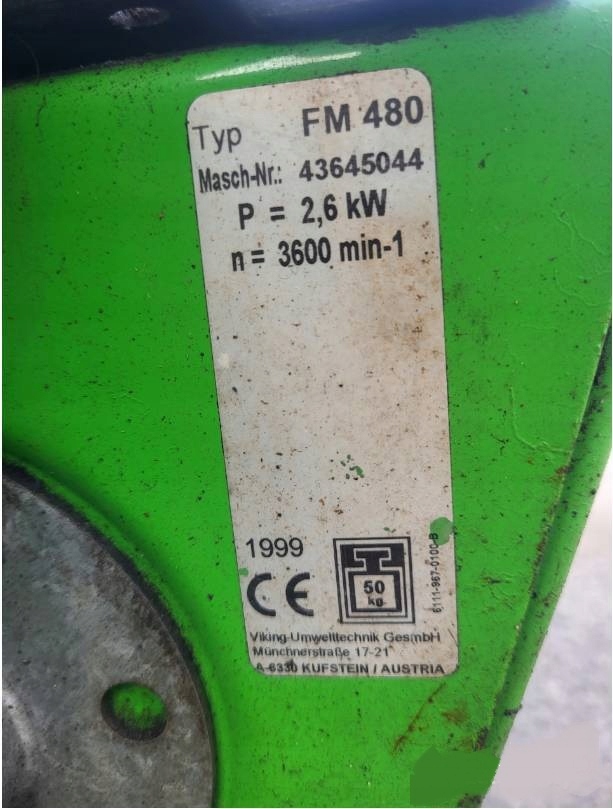 Typ FM 480
Masch-Nr.: 43645044
P = 2,6 kW
n = 3600 min-1
1999
CE
50
kg
6111-967-0100-B
Viking-Umwelttechnik GesmbH
Münchnerstraße 17-21
A-6330 KUFSTEIN / AUSTRIA